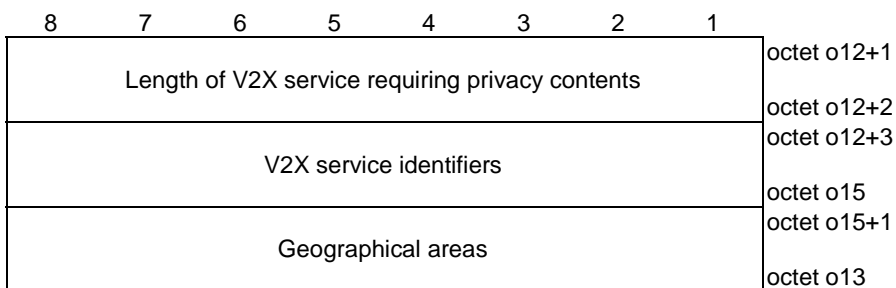 8 7 6 5 4 3 2 1
octet o12+1
Length of V2X service requiring privacy contents
octet o12+2
octet o12+3
V2X service identifiers
octet o15
octet o15+1
Geographical areas
octet o13